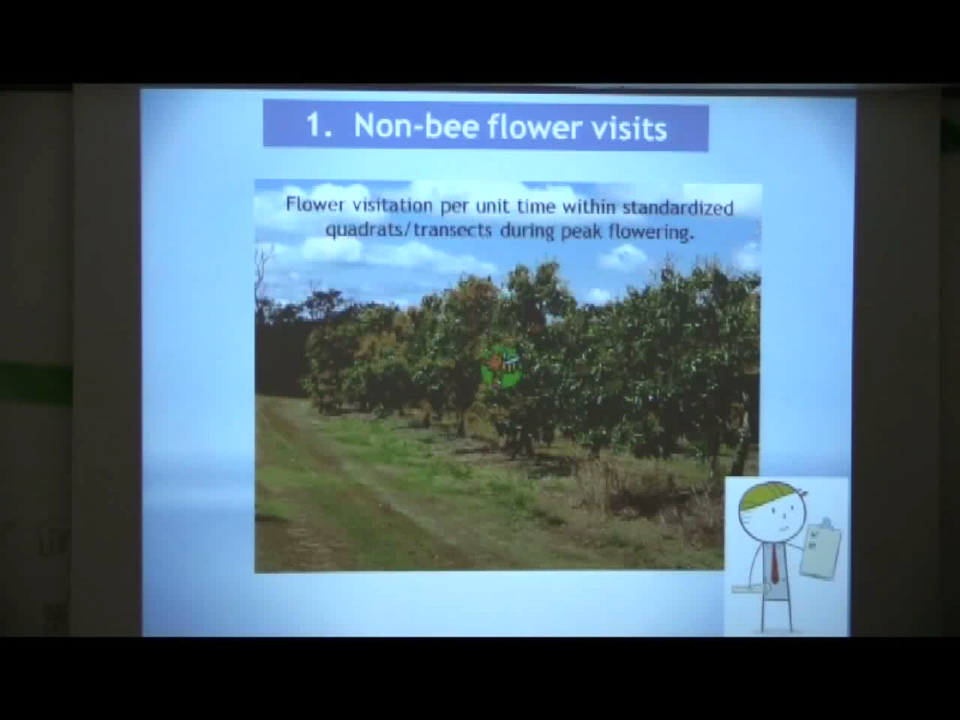 1. Non-bee flower visits
Flower visitation per unit time within standardized
quadrats/transects during peak flowering.